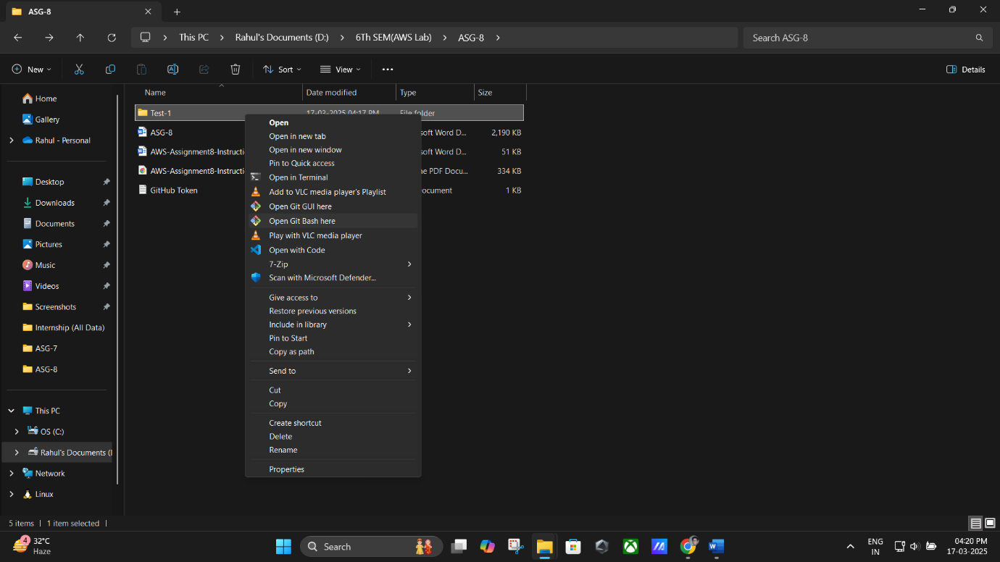 ASG-8
This PC
Rahul's Documents (D:)
6Th SEM(AWS Lab)
ASG-8
Search ASG-8
New
Sort
View
Details
Name
Date modified
Type
Size
Home
Gallery
Rahul - Personal
Desktop
Downloads
Documents
Pictures
Music
Videos
Screenshots
Internship (All Data)
ASG-7
ASG-8
This PC
OS (C:)
Rahul's Documents (
Network
Linux
Test-1
17-03-2025 04:17 PM
File folder
ASG-8
soft Word D...
2,190 KB
AWS-Assignment8-Instructi
soft Word D...
51 KB
AWS-Assignment8-Instructi
e PDF Docu...
334 KB
GitHub Token
ocument
1 KB
Open
Open in new tab
Open in new window
Pin to Quick access
Open in Terminal
Add to VLC media player's Playlist
Open Git GUI here
Open Git Bash here
Play with VLC media player
Open with Code
7-Zip
Scan with Microsoft Defender...
Give access to
Restore previous versions
Include in library
Pin to Start
Copy as path
Send to
Cut
Copy
Create shortcut
Delete
Rename
Properties
5 items
1 item selected
4
32°C
Haze
Search
ENG
IN
04:20 PM
17-03-2025